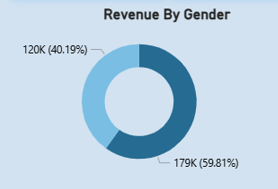 Revenue By Gender
120K (40.19%)
179K (59.81%)